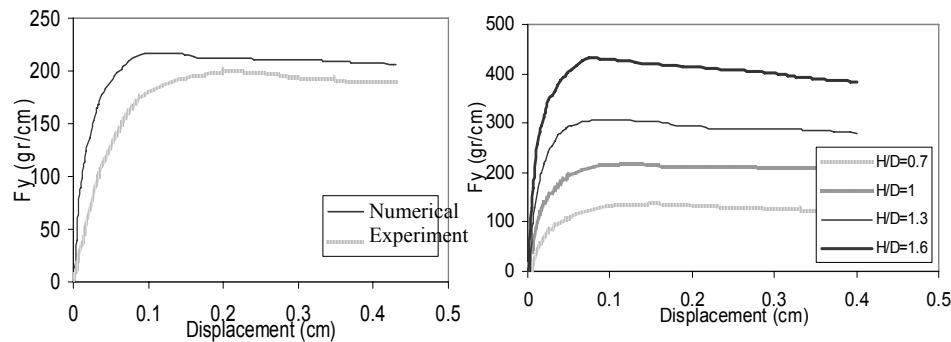 250
200
150
100
50
0
Fy (gr/cm)
Numerical
Experiment
0 0.1 0.2 0.3 0.4 0.5
Displacement (cm)
500
400
300
200
100
0
Fy (gr/cm)
H/D=0.7
H/D=1
H/D=1.3
H/D=1.6
0 0.1 0.2 0.3 0.4 0.5
Displacement (cm)